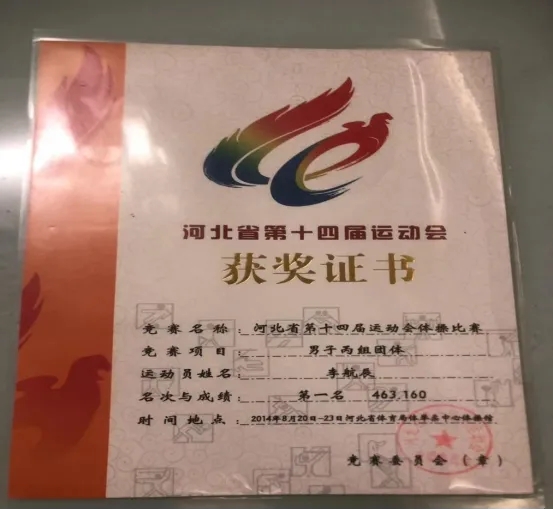 河北省第十四届运动会
获奖证书
竞赛名称：河北省第十四届运动会体操比赛
竞赛项目：男子丙组团体
运动员姓名：李航辰
名次与成绩：第一名 463.160
时间地点：2014年8月20日-23日河北省体育局体操中心体操馆
竞赛委员会（章）